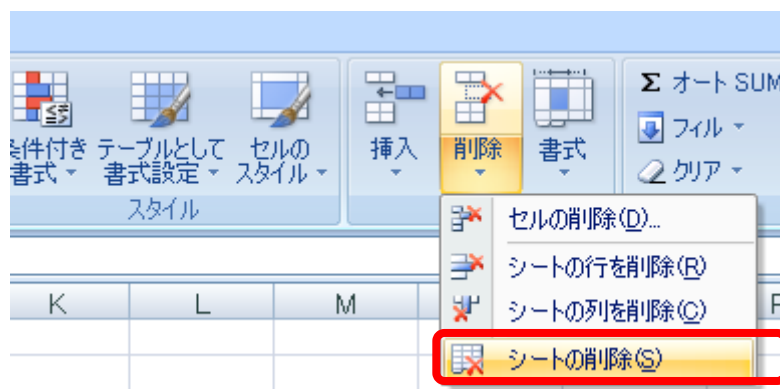 Σ オート SUM
フィル
クリア
条件付き
書式
テーブルとして
書式設定
セルの
スタイル
挿入
削除
書式
スタイル
セルの削除(D)...
シートの行を削除(R)
シートの列を削除(C)
シートの削除(S)
K L M